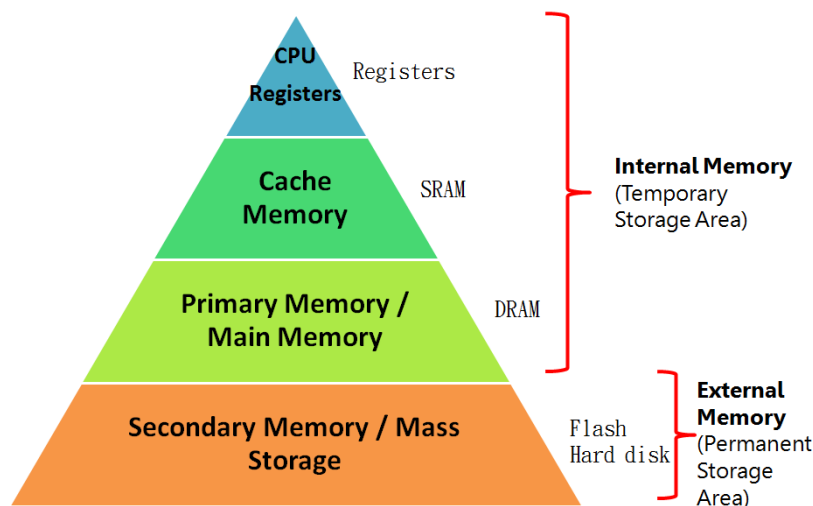 CPU
Registers
Registers
Cache
Memory
SRAM
Internal Memory
(Temporary
Storage Area)
Primary Memory /
Main Memory
DRAM
Secondary Memory / Mass
Storage
Flash
Hard disk
External
Memory
(Permanent
Storage
Area)